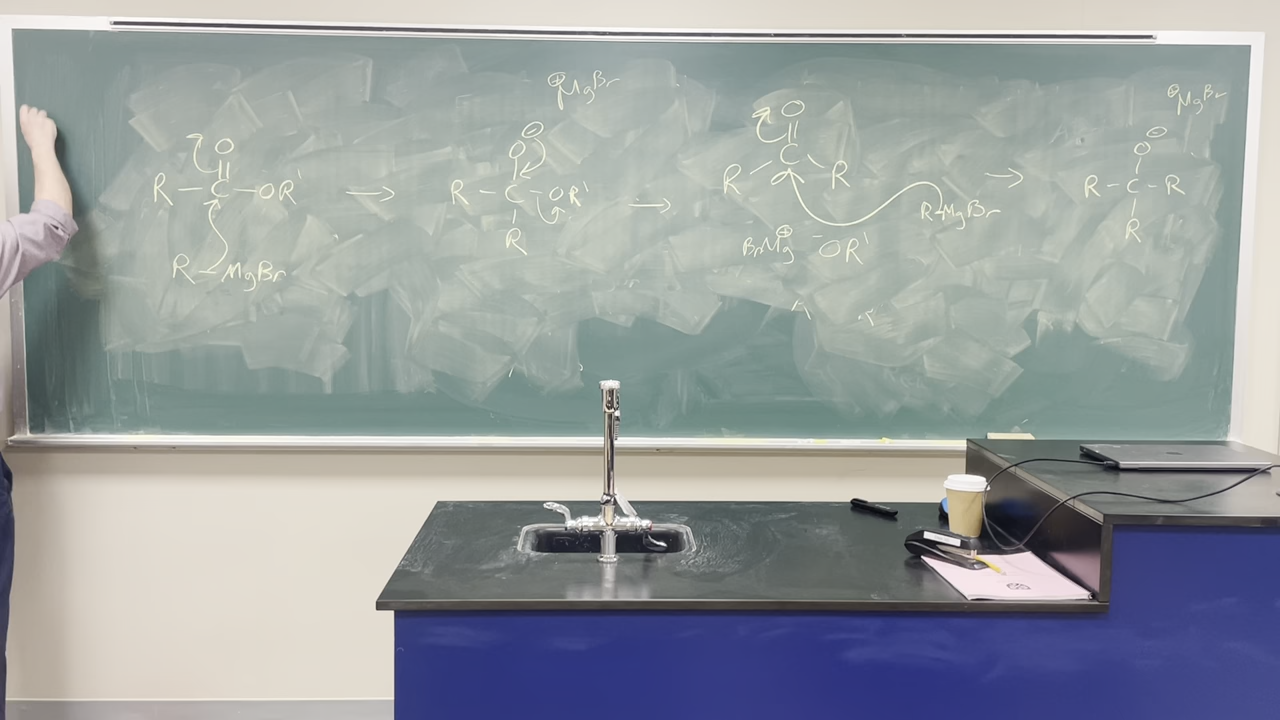 O
||
R — C — OR'
R — MgBr
→
⊕MgBr
⊖
O
R — C — OR'
R
→
O
||
C
R R
R—MgBr
BrMg⊕ ⁻OR'
→
⊕MgBr
⊖
O
R — C — R
R